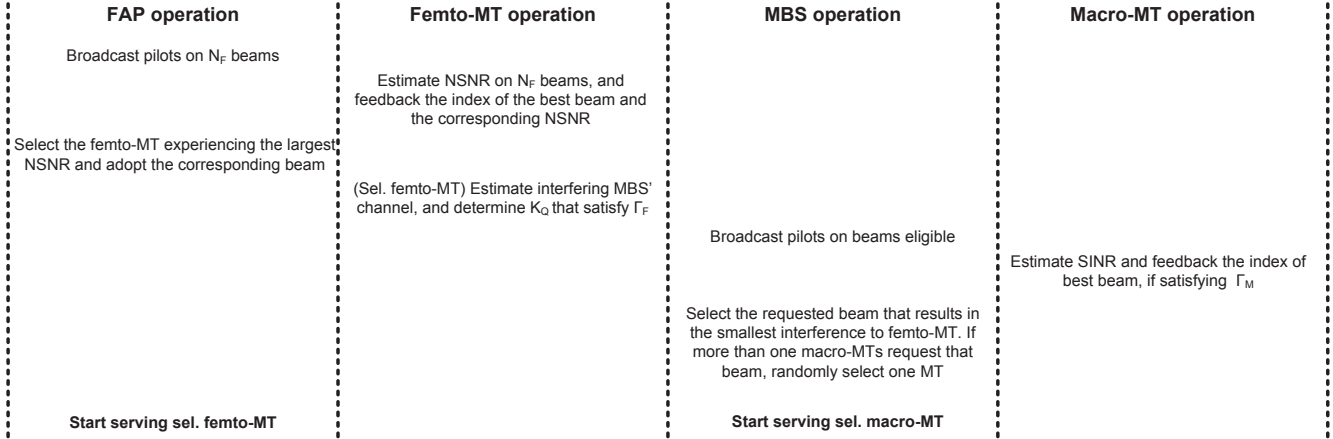 FAP operation
Femto-MT operation
MBS operation
Macro-MT operation
Broadcast pilots on N_F beams
Estimate NSNR on N_F beams, and
feedback the index of the best beam and
the corresponding NSNR
Select the femto-MT experiencing the largest
NSNR and adopt the corresponding beam
(Sel. femto-MT) Estimate interfering MBS'
channel, and determine K_Q that satisfy Γ_F
Broadcast pilots on beams eligible
Estimate SINR and feedback the index of
best beam, if satisfying Γ_M
Select the requested beam that results in
the smallest interference to femto-MT. If
more than one macro-MTs request that
beam, randomly select one MT
Start serving sel. femto-MT
Start serving sel. macro-MT